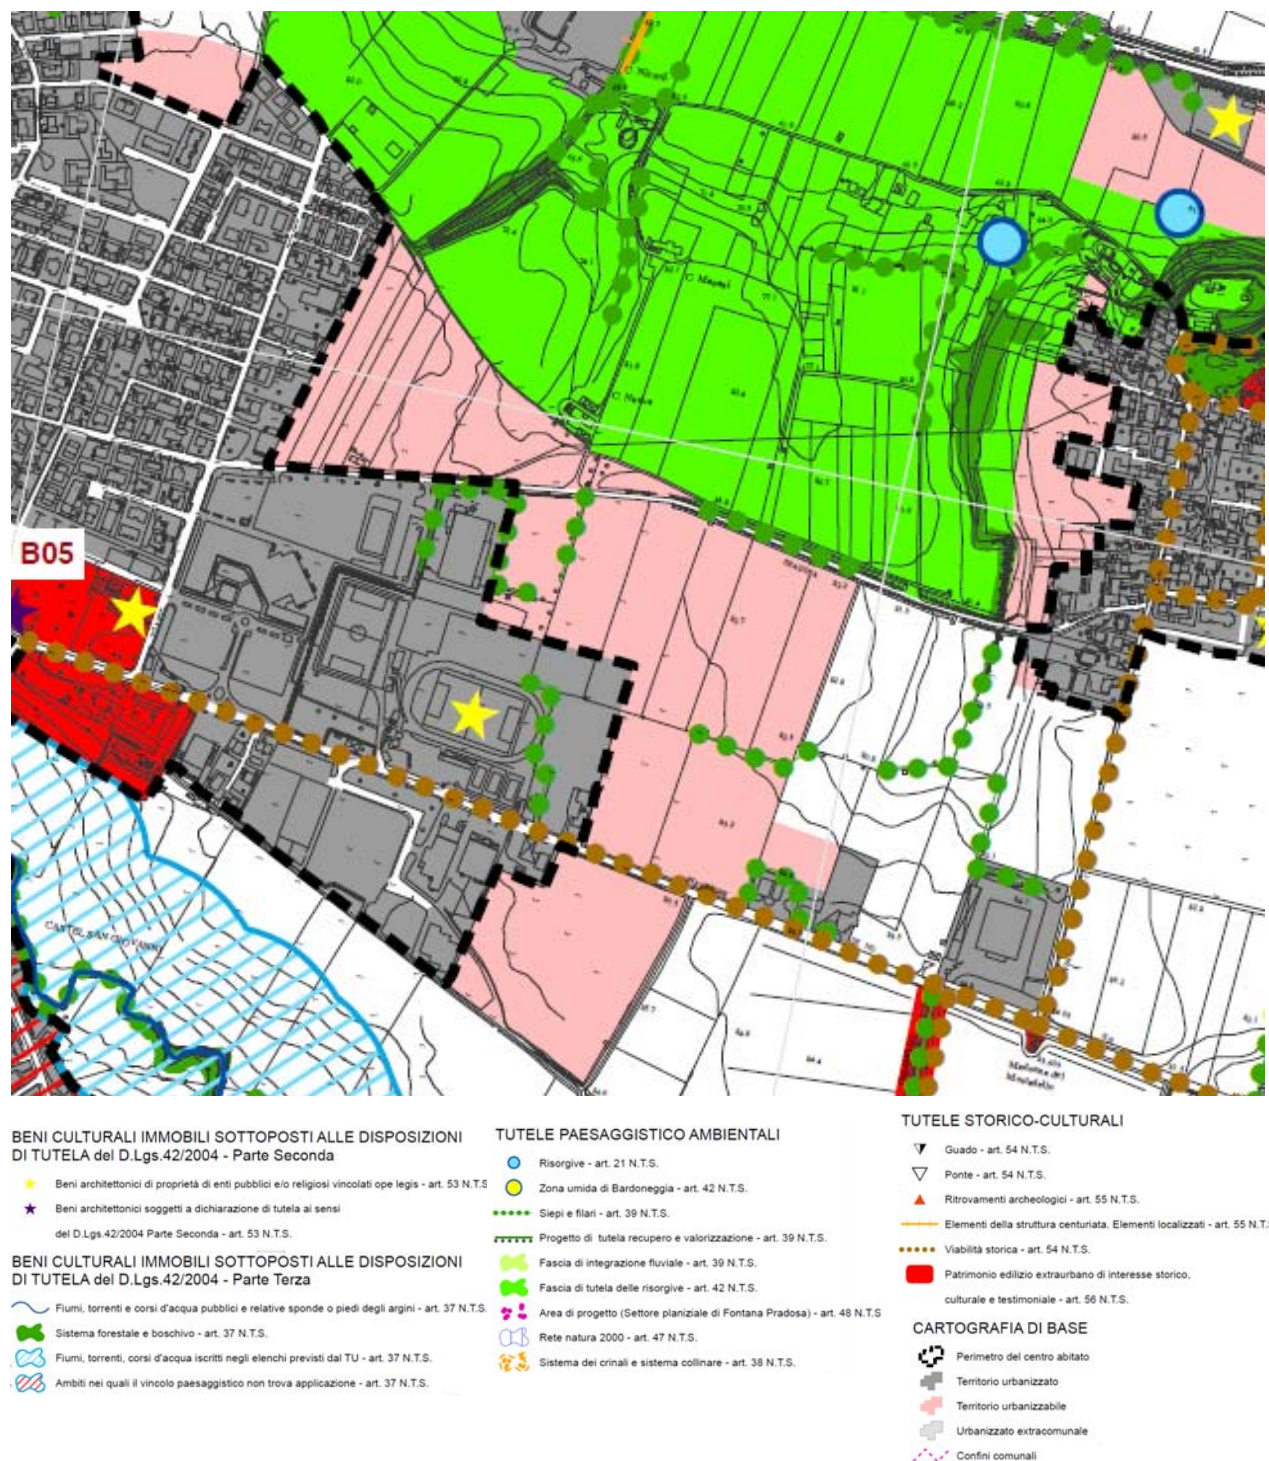 B05
C Nicardi
C Nuova
CASTEL SAN GIOVANNI
Madonna del
BENI CULTURALI IMMOBILI SOTTOPOSTI ALLE DISPOSIZIONI
DI TUTELA del D.Lgs.42/2004 - Parte Seconda
Beni architettonici di proprietà di enti pubblici e/o religiosi vincolati ope legis - art. 53 N.T.S
Beni architettonici soggetti a dichiarazione di tutela ai sensi
del D.Lgs.42/2004 Parte Seconda - art. 53 N.T.S.
BENI CULTURALI IMMOBILI SOTTOPOSTI ALLE DISPOSIZIONI
DI TUTELA del D.Lgs.42/2004 - Parte Terza
Fiumi, torrenti e corsi d'acqua pubblici e relative sponde o piedi degli argini - art. 37 N.T.S.
Sistema forestale e boschivo - art. 37 N.T.S.
Fiumi, torrenti, corsi d'acqua iscritti negli elenchi previsti dal TU - art. 37 N.T.S.
Ambiti nei quali il vincolo paesaggistico non trova applicazione - art. 37 N.T.S.
TUTELE PAESAGGISTICO AMBIENTALI
Risorgive - art. 21 N.T.S.
Zona umida di Bardoneggia - art. 42 N.T.S.
Siepi e filari - art. 39 N.T.S.
Progetto di tutela recupero e valorizzazione - art. 39 N.T.S.
Fascia di integrazione fluviale - art. 39 N.T.S.
Fascia di tutela delle risorgive - art. 42 N.T.S.
Area di progetto (Settore planiziale di Fontana Pradosa) - art. 48 N.T.S
Rete natura 2000 - art. 47 N.T.S.
Sistema dei crinali e sistema collinare - art. 38 N.T.S.
TUTELE STORICO-CULTURALI
Guado - art. 54 N.T.S.
Ponte - art. 54 N.T.S.
Ritrovamenti archeologici - art. 55 N.T.S.
Elementi della struttura centuriata. Elementi localizzati - art. 55 N.T.
Viabilità storica - art. 54 N.T.S.
Patrimonio edilizio extraurbano di interesse storico,
culturale e testimoniale - art. 56 N.T.S.
CARTOGRAFIA DI BASE
Perimetro del centro abitato
Territorio urbanizzato
Territorio urbanizzabile
Urbanizzato extracomunale
Confini comunali